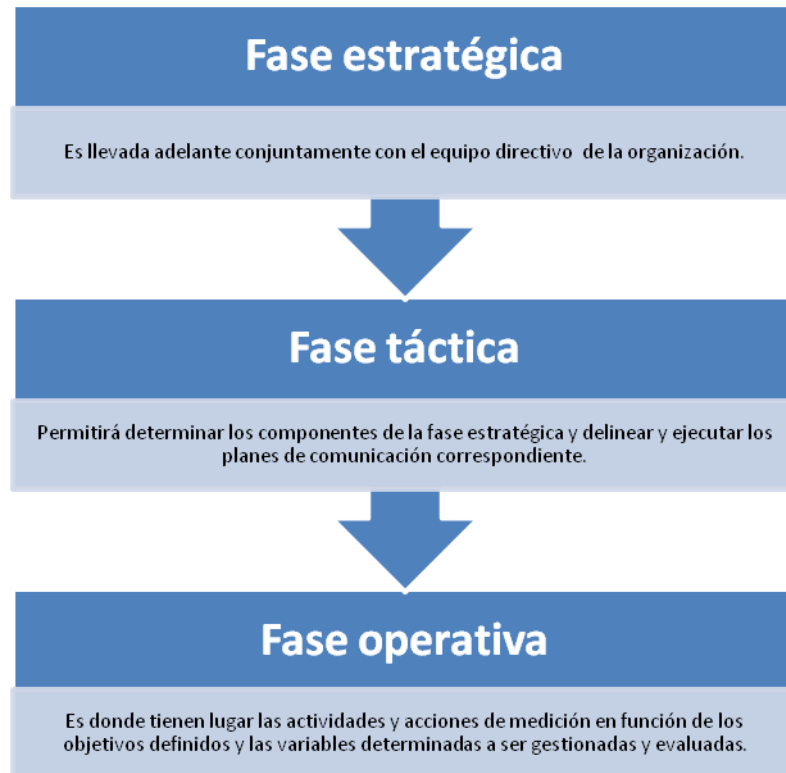 Fase estratégica
Es llevada adelante conjuntamente con el equipo directivo de la organización.
Fase táctica
Permitirá determinar los componentes de la fase estratégica y delinear y ejecutar los
planes de comunicación correspondiente.
Fase operativa
Es donde tienen lugar las actividades y acciones de medición en función de los
objetivos definidos y las variables determinadas a ser gestionadas y evaluadas.